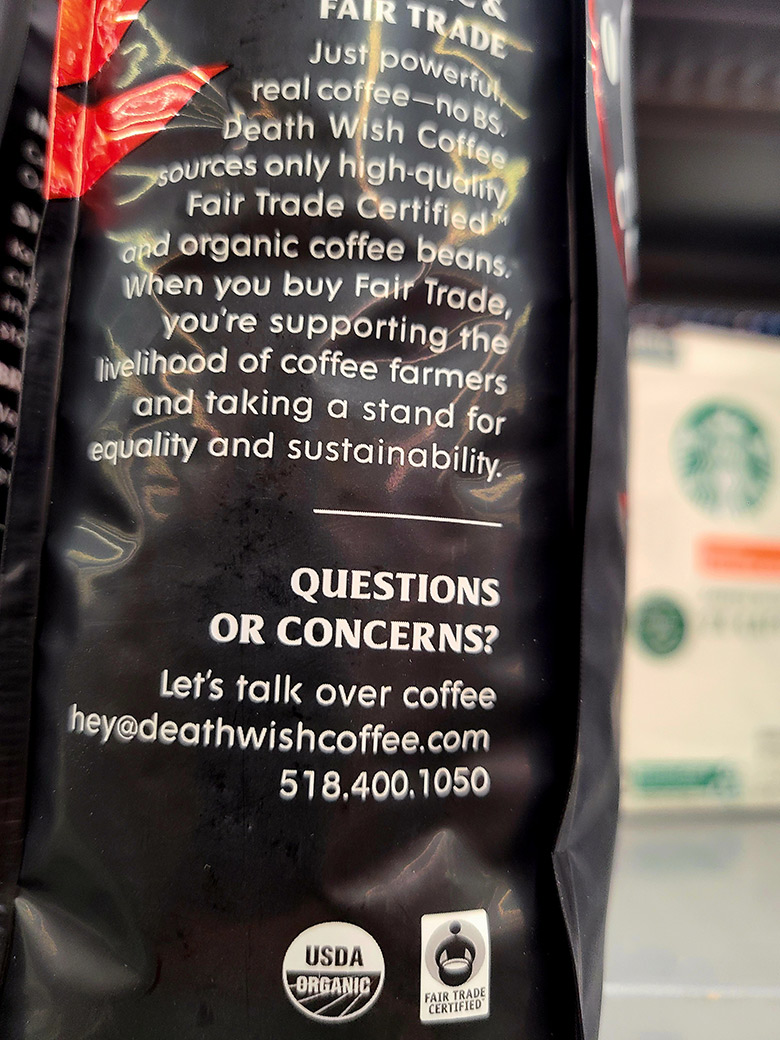 &
FAIR TRADE
Just powerful,
real coffee—no BS.
Death Wish Coffee
sources only high-quality
Fair Trade Certified™
and organic coffee beans.
When you buy Fair Trade,
you're supporting the
livelihood of coffee farmers
and taking a stand for
equality and sustainability.
QUESTIONS
OR CONCERNS?
Let's talk over coffee
hey@deathwishcoffee.com
518.400.1050
USDA
ORGANIC
FAIR TRADE
CERTIFIED